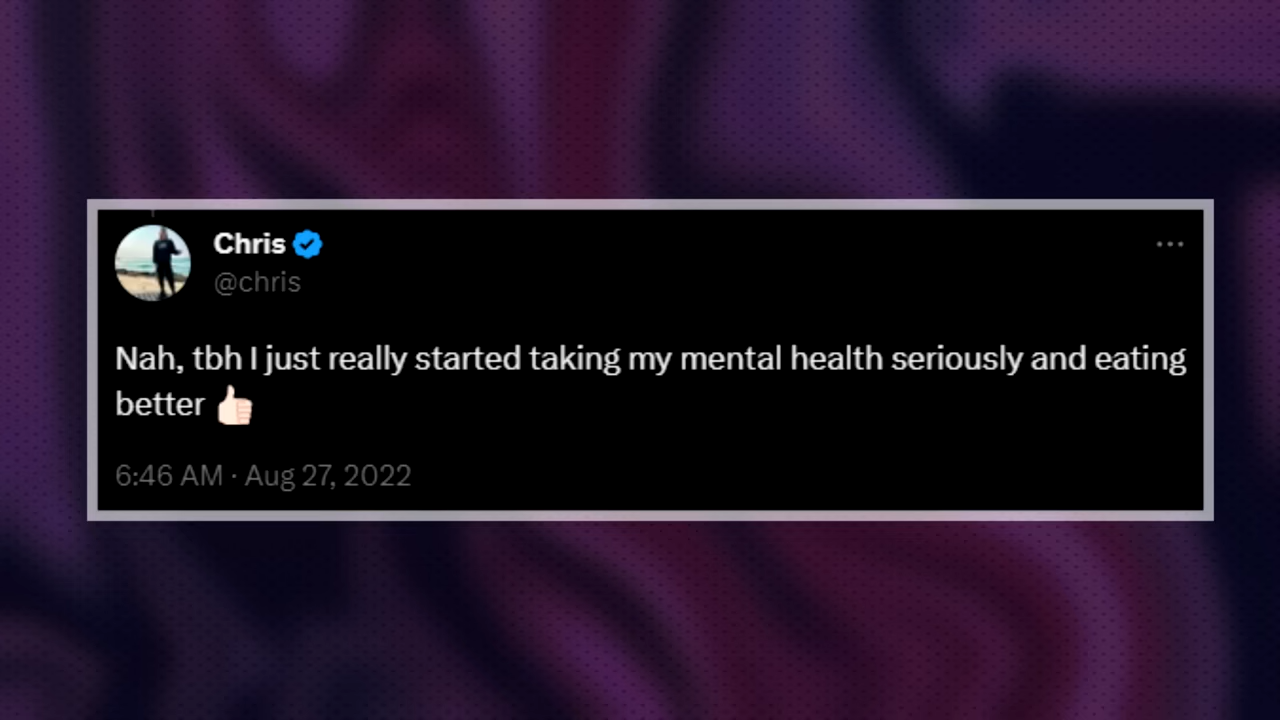 Chris
@chris
Nah, tbh I just really started taking my mental health seriously and eating
better 👍🏻
6:46 AM · Aug 27, 2022